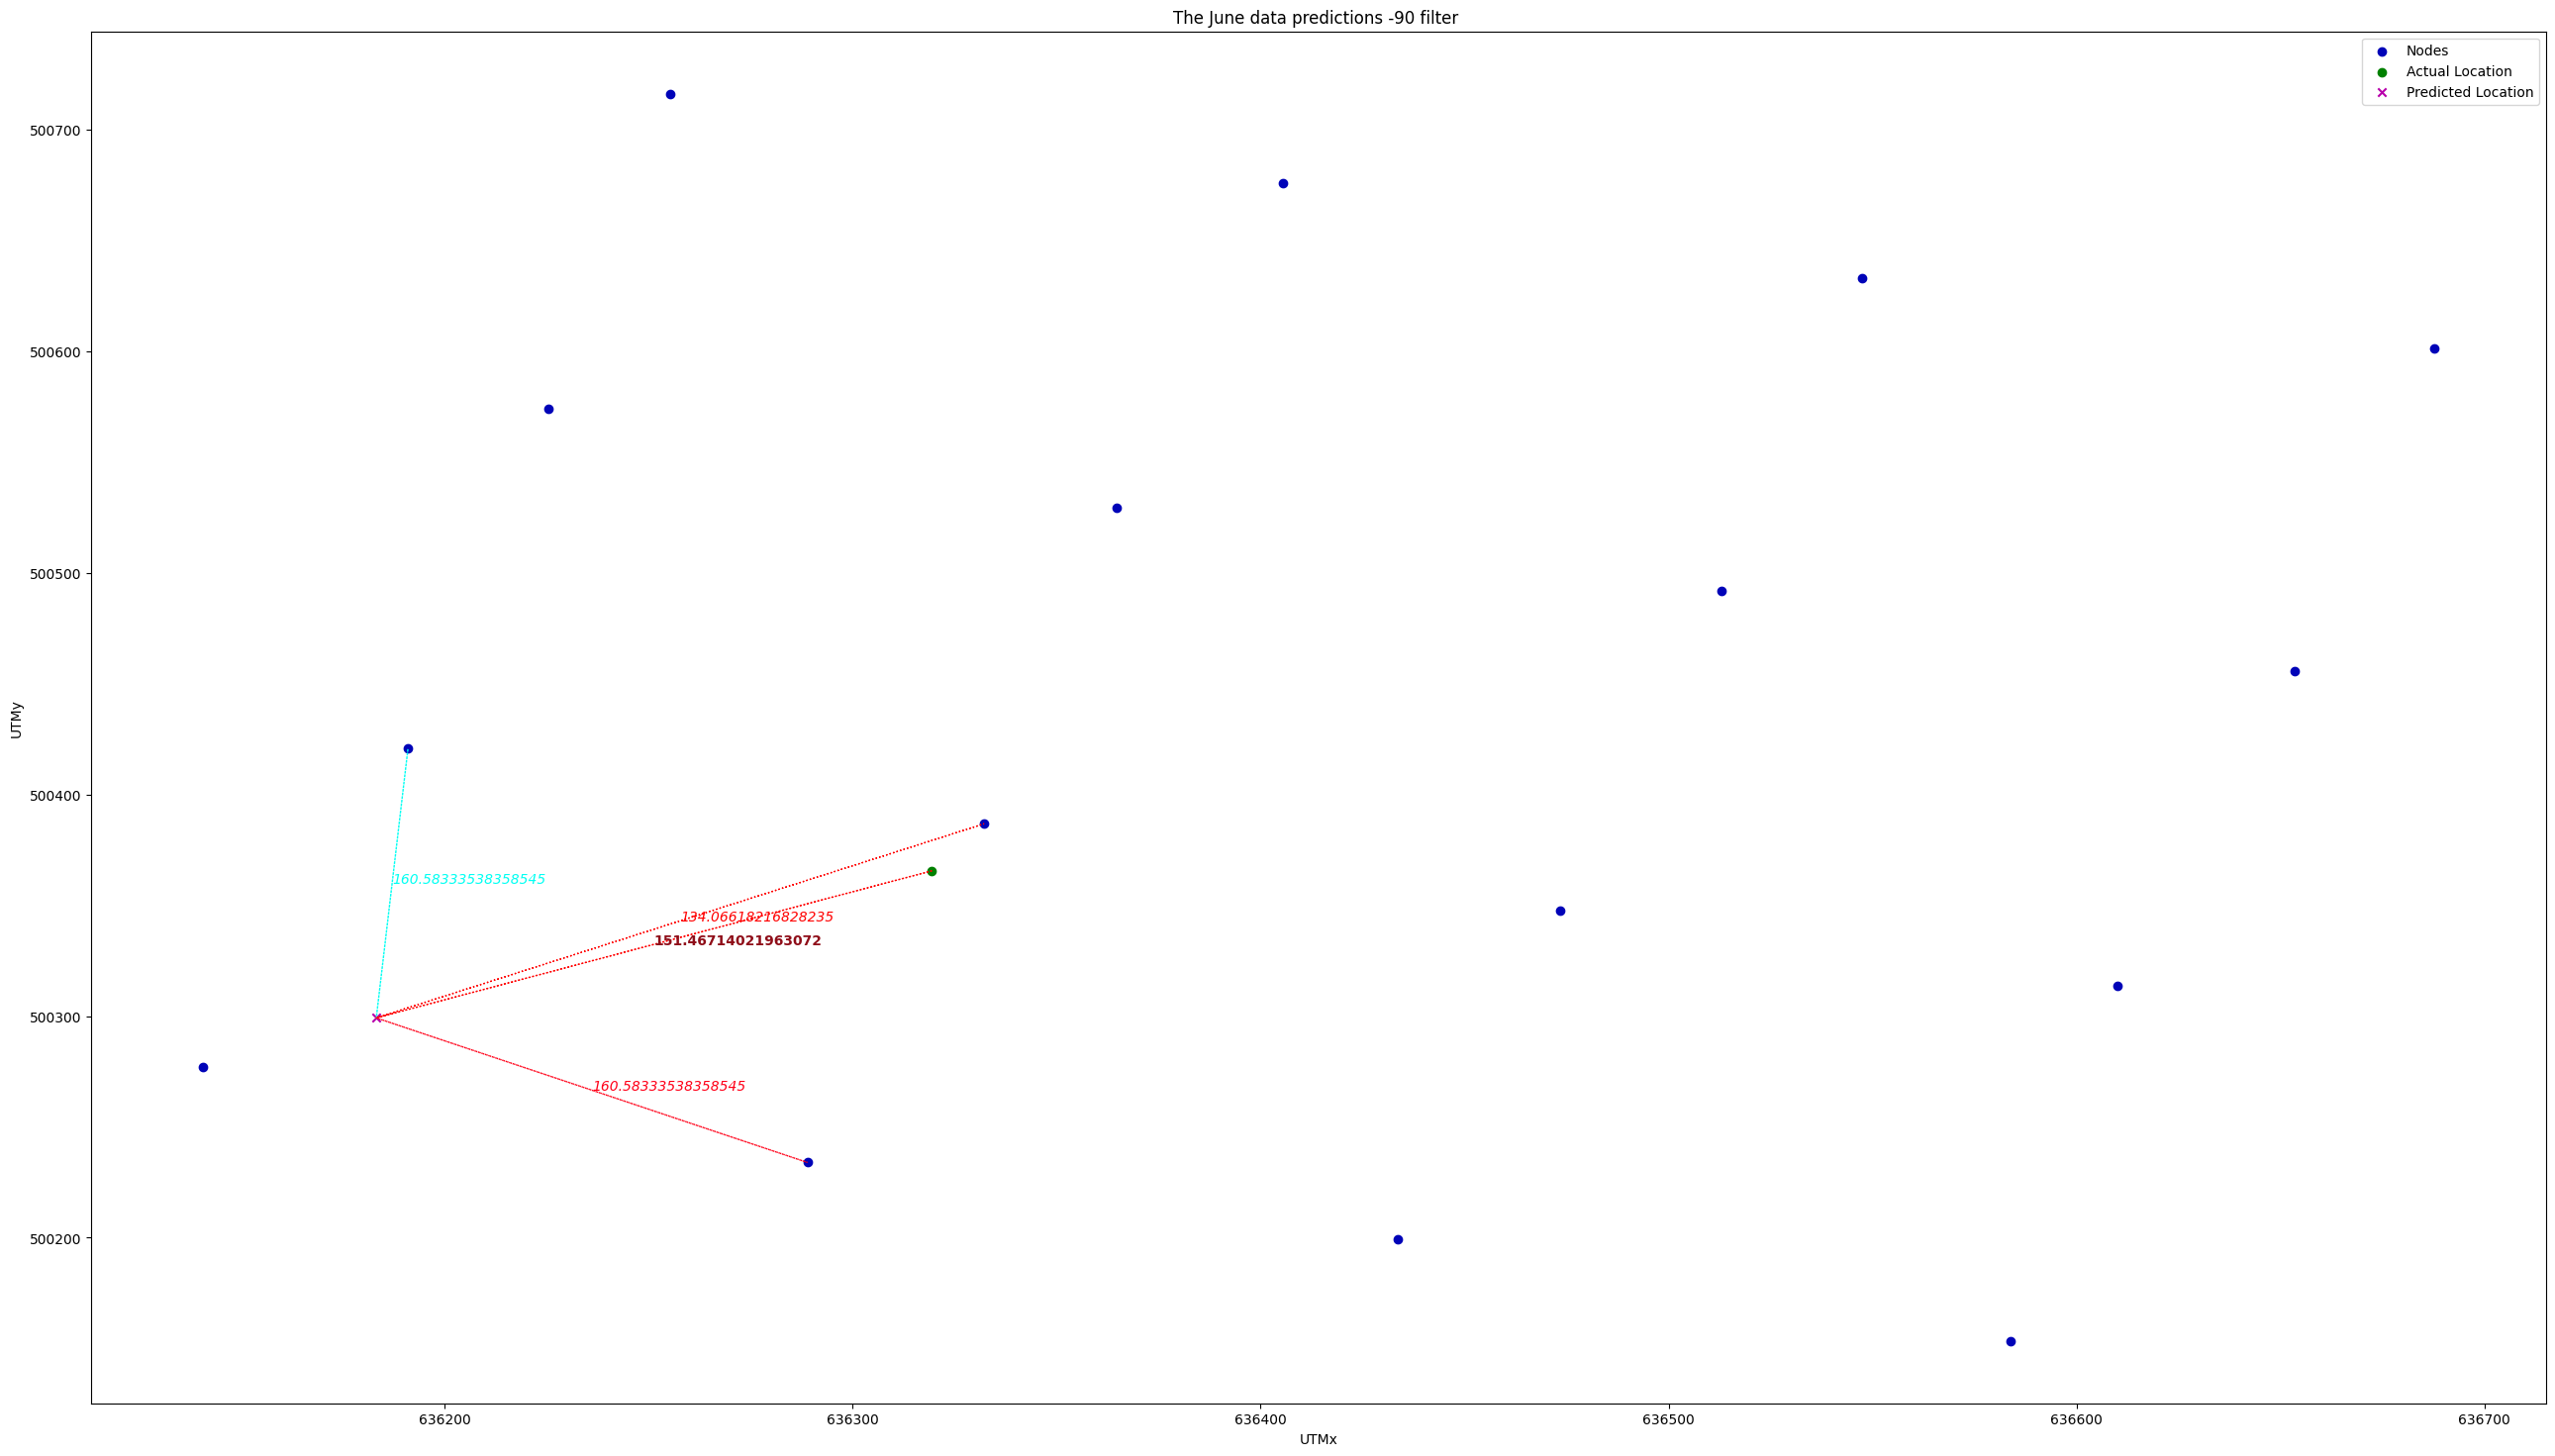 The June data predictions -90 filter
Nodes
Actual Location
Predicted Location
500700
500600
500500
500400
500300
500200
UTMy
160.58333538358545
134.06618216828235
151.46714021963072
160.58333538358545
636200
636300
636400
636500
636600
636700
UTMx